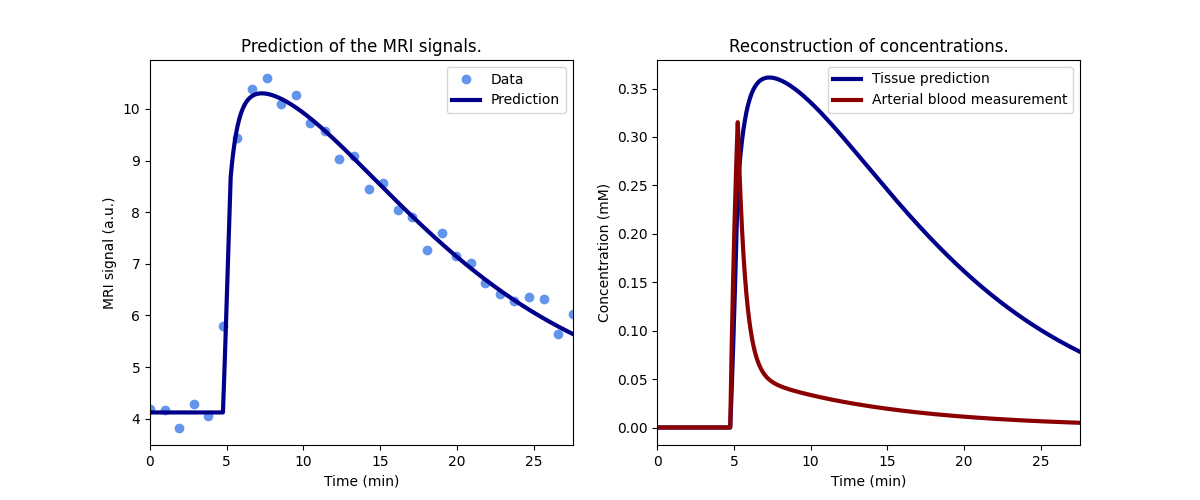 Prediction of the MRI signals.
Data
Prediction
10
9
8
7
6
5
4
MRI signal (a.u.)
0
5
10
15
20
25
Time (min)
Reconstruction of concentrations.
Tissue prediction
Arterial blood measurement
0.35
0.30
0.25
0.20
0.15
0.10
0.05
0.00
Concentration (mM)
0
5
10
15
20
25
Time (min)